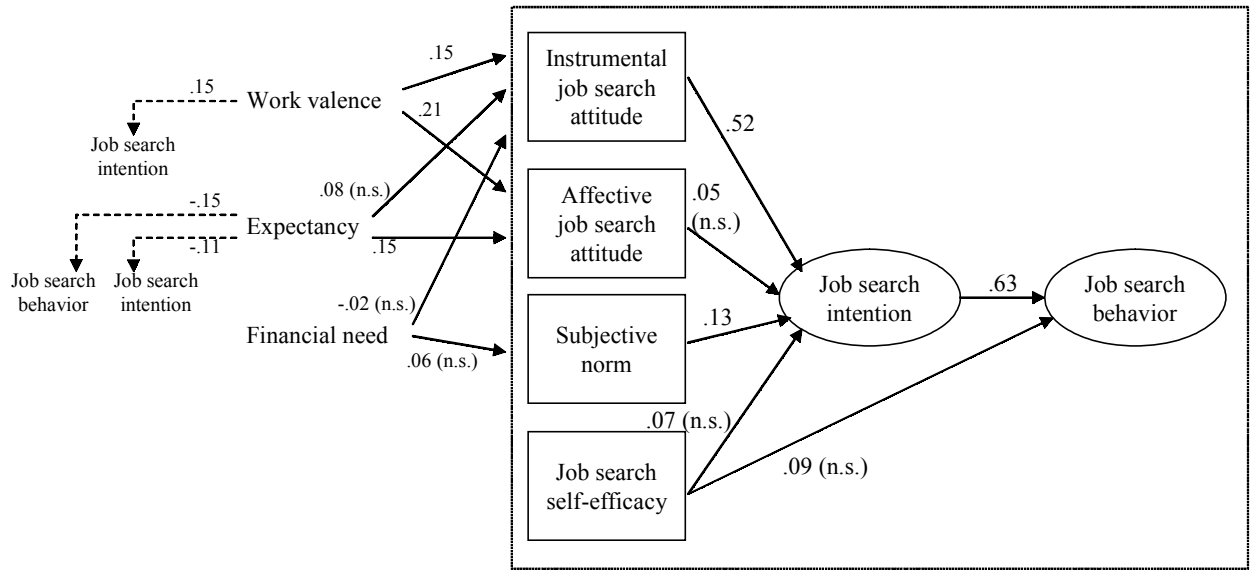 .15
Work valence
.15
Job search
intention
.15
.21
-.15
Expectancy
-.11
Job search
behavior
Job search
intention
.08 (n.s.)
.15
Financial need
-.02 (n.s.)
.06 (n.s.)
Instrumental
job search
attitude
.52
Affective
job search
attitude
.05
(n.s.)
Subjective
norm
.13
Job search
self-efficacy
.07 (n.s.)
.09 (n.s.)
Job search
intention
.63
Job search
behavior